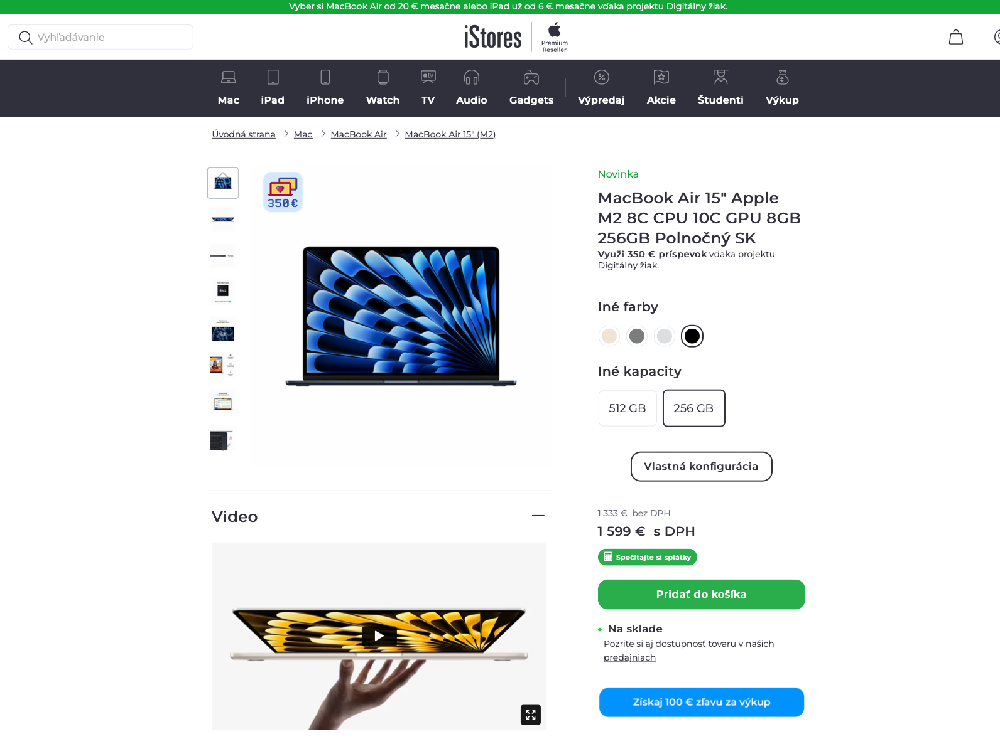 Vyber si MacBook Air od 20 € mesačne alebo iPad už od 6 € mesačne vďaka projektu Digitálny žiak.
Vyhľadávanie
iStores
Premium
Reseller
tv
Mac
iPad
iPhone
Watch
TV
Audio
Gadgets
Výpredaj
Akcie
Študenti
Výkup
Úvodná strana
Mac
MacBook Air
MacBook Air 15" (M2)
350 €
Novinka
MacBook Air 15" Apple
M2 8C CPU 10C GPU 8GB
256GB Polnočný SK
Využi 350 € príspevok vďaka projektu
Digitálny žiak.
Iné farby
Iné kapacity
512 GB
256 GB
Vlastná konfigurácia
1 333 € bez DPH
1 599 € s DPH
Spočítajte si splátky
Pridať do košíka
Na sklade
Pozrite si aj dostupnosť tovaru v našich
predajniach
Získaj 100 € zľavu za výkup
Video